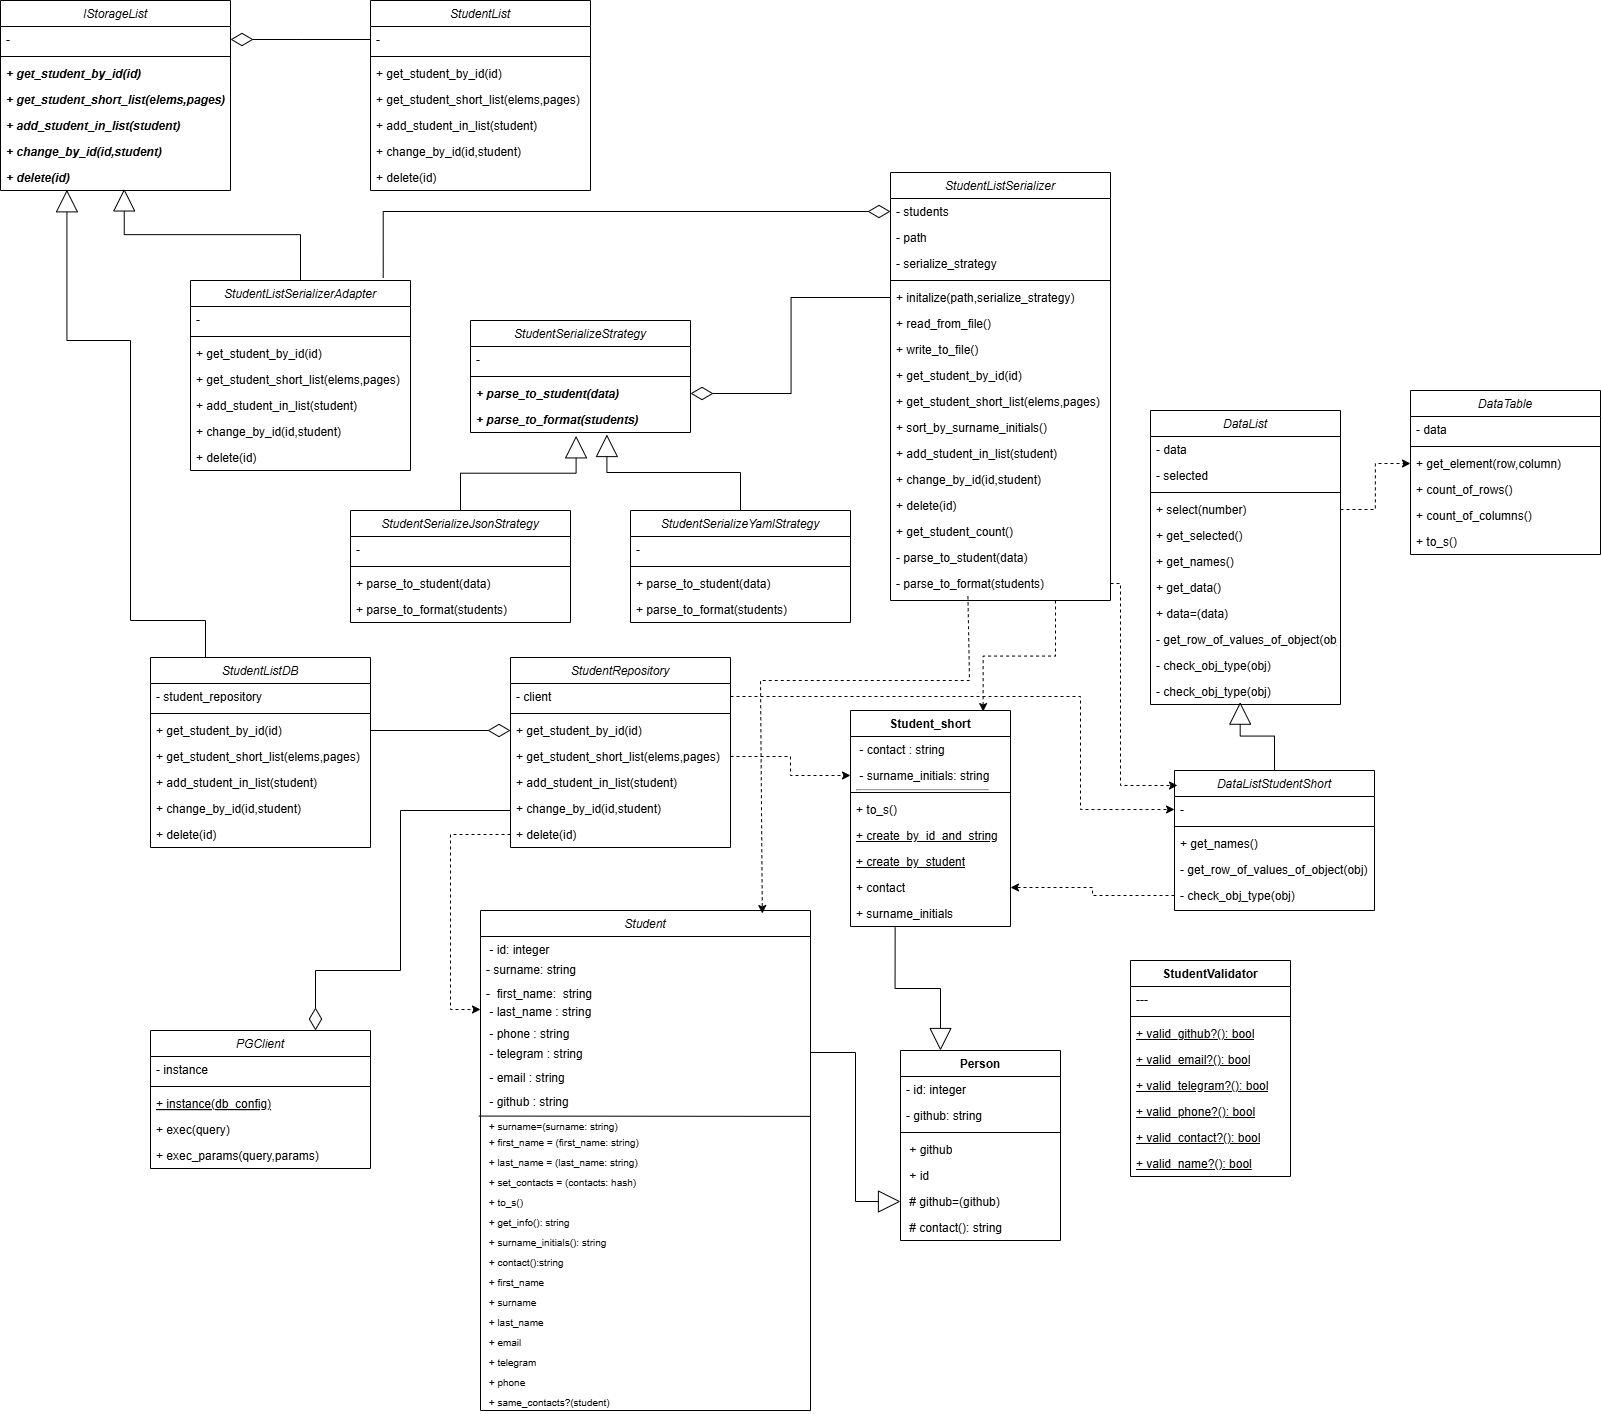 IStorageList
-
+ get_student_by_id(id)
+ get_student_short_list(elems,pages)
+ add_student_in_list(student)
+ change_by_id(id,student)
+ delete(id)
StudentList
-
+ get_student_by_id(id)
+ get_student_short_list(elems,pages)
+ add_student_in_list(student)
+ change_by_id(id,student)
+ delete(id)
StudentListSerializer
- students
- path
- serialize_strategy
+ initalize(path,serialize_strategy)
+ read_from_file()
+ write_to_file()
+ get_student_by_id(id)
+ get_student_short_list(elems,pages)
+ sort_by_surname_initials()
+ add_student_in_list(student)
+ change_by_id(id,student)
+ delete(id)
+ get_student_count()
- parse_to_student(data)
- parse_to_format(students)
StudentListSerializerAdapter
-
+ get_student_by_id(id)
+ get_student_short_list(elems,pages)
+ add_student_in_list(student)
+ change_by_id(id,student)
+ delete(id)
StudentSerializeStrategy
-
+ parse_to_student(data)
+ parse_to_format(students)
DataList
- data
- selected
+ select(number)
+ get_selected()
+ get_names()
+ get_data()
+ data=(data)
- get_row_of_values_of_object(ob
- check_obj_type(obj)
- check_obj_type(obj)
DataTable
- data
+ get_element(row,column)
+ count_of_rows()
+ count_of_columns()
+ to_s()
StudentSerializeJsonStrategy
-
+ parse_to_student(data)
+ parse_to_format(students)
StudentSerializeYamlStrategy
-
+ parse_to_student(data)
+ parse_to_format(students)
StudentListDB
- student_repository
+ get_student_by_id(id)
+ get_student_short_list(elems,pages)
+ add_student_in_list(student)
+ change_by_id(id,student)
+ delete(id)
StudentRepository
- client
+ get_student_by_id(id)
+ get_student_short_list(elems,pages)
+ add_student_in_list(student)
+ change_by_id(id,student)
+ delete(id)
Student_short
- contact : string
- surname_initials: string
+ to_s()
+ create_by_id_and_string
+ create_by_student
+ contact
+ surname_initials
DataListStudentShort
-
+ get_names()
- get_row_of_values_of_object(obj)
- check_obj_type(obj)
Student
- id: integer
- surname: string
- first_name: string
- last_name : string
- phone : string
- telegram : string
- email : string
- github : string
+ surname=(surname: string)
+ first_name = (first_name: string)
+ last_name = (last_name: string)
+ set_contacts = (contacts: hash)
+ to_s()
+ get_info(): string
+ surname_initials(): string
+ contact():string
+ first_name
+ surname
+ last_name
+ email
+ telegram
+ phone
+ same_contacts?(student)
PGClient
- instance
+ instance(db_config)
+ exec(query)
+ exec_params(query,params)
Person
- id: integer
- github: string
+ github
+ id
# github=(github)
# contact(): string
StudentValidator
---
+ valid_github?(): bool
+ valid_email?(): bool
+ valid_telegram?(): bool
+ valid_phone?(): bool
+ valid_contact?(): bool
+ valid_name?(): bool